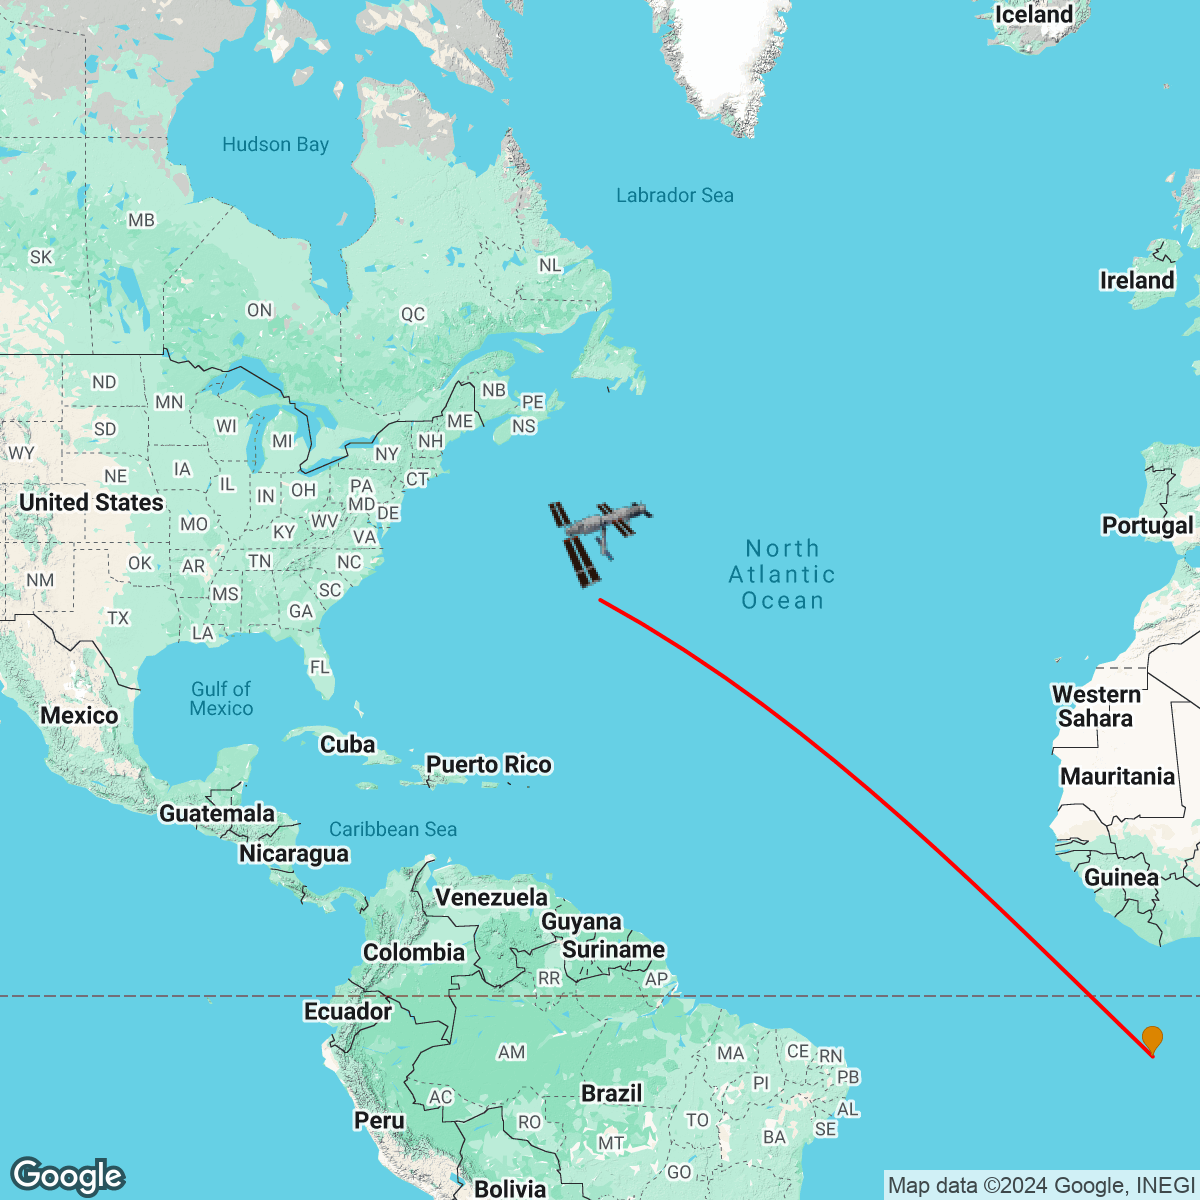 Iceland
Hudson Bay
Labrador Sea
MB
SK
NL
Ireland
ON
QC
ND
MN
NB
PE
ME
NS
SD
WI
MI
NH
WY
NY
IA
NE
IL
IN
OH
PA
CT
United States
MD
DE
MO
WV
KY
VA
Portugal
North
Atlantic
Ocean
OK
AR
TN
NC
NM
MS
SC
TX
GA
LA
FL
Gulf of
Mexico
Western
Sahara
Mexico
Cuba
Puerto Rico
Mauritania
Guatemala
Caribbean Sea
Nicaragua
Guinea
Venezuela
Guyana
Colombia
Suriname
RR
AP
Ecuador
AM
MA
CE
RN
PI
PB
Brazil
AC
AL
Peru
RO
TO
SE
MT
BA
GO
Bolivia
Google
Map data ©2024 Google, INEGI